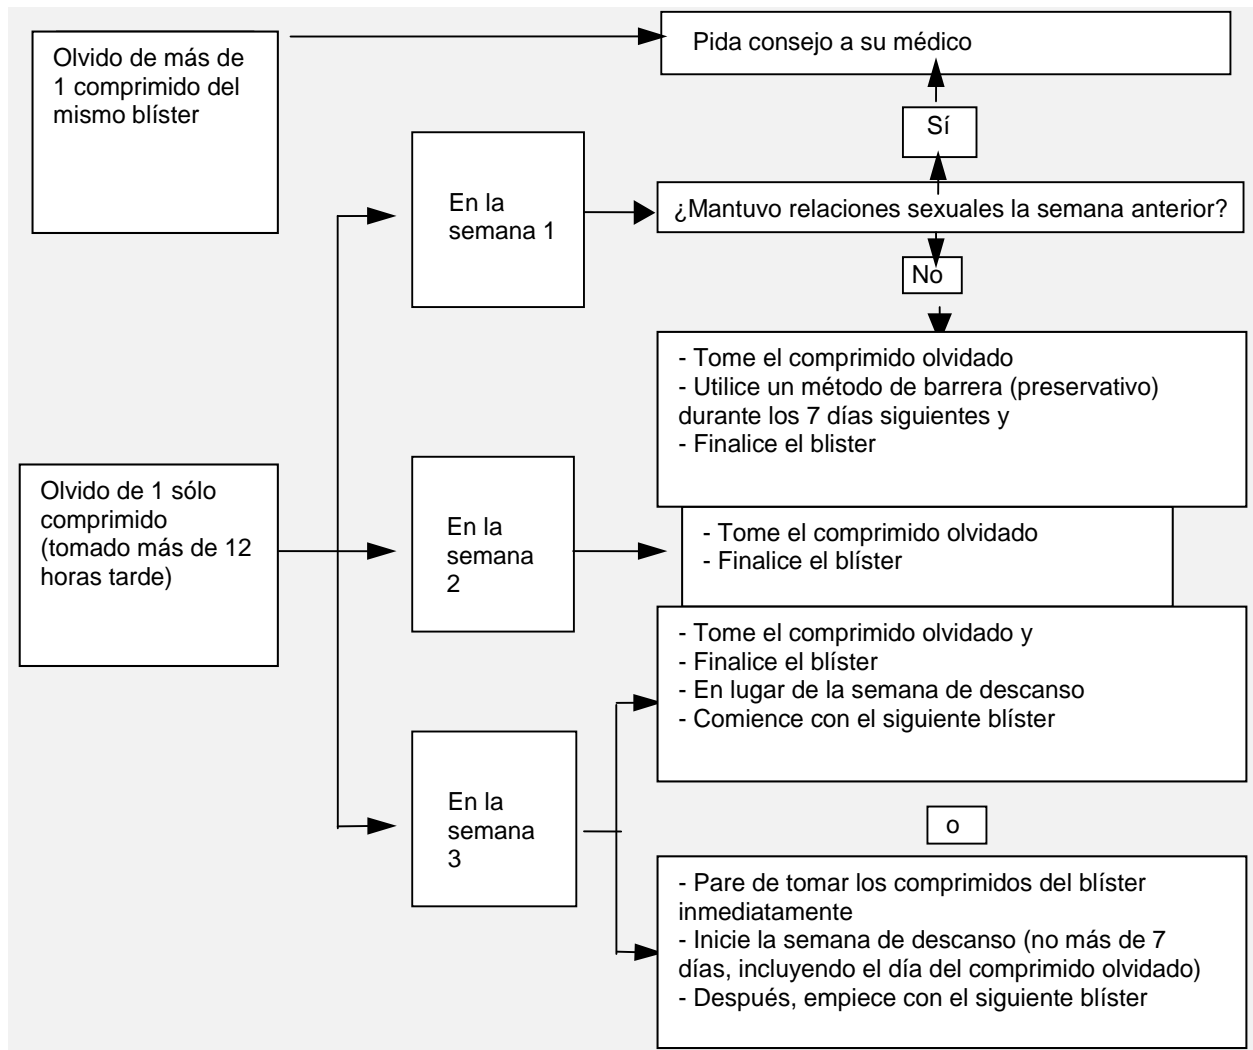 Olvido de más de
1 comprimido del
mismo blíster
Pida consejo a su médico
Sí
En la
semana 1
¿Mantuvo relaciones sexuales la semana anterior?
No
- Tome el comprimido olvidado
- Utilice un método de barrera (preservativo)
durante los 7 días siguientes y
- Finalice el blister
Olvido de 1 sólo
comprimido
(tomado más de 12
horas tarde)
En la
semana
2
- Tome el comprimido olvidado
- Finalice el blíster
- Tome el comprimido olvidado y
- Finalice el blíster
- En lugar de la semana de descanso
- Comience con el siguiente blíster
En la
semana
3
o
- Pare de tomar los comprimidos del blíster
inmediatamente
- Inicie la semana de descanso (no más de 7
días, incluyendo el día del comprimido olvidado)
- Después, empiece con el siguiente blíster